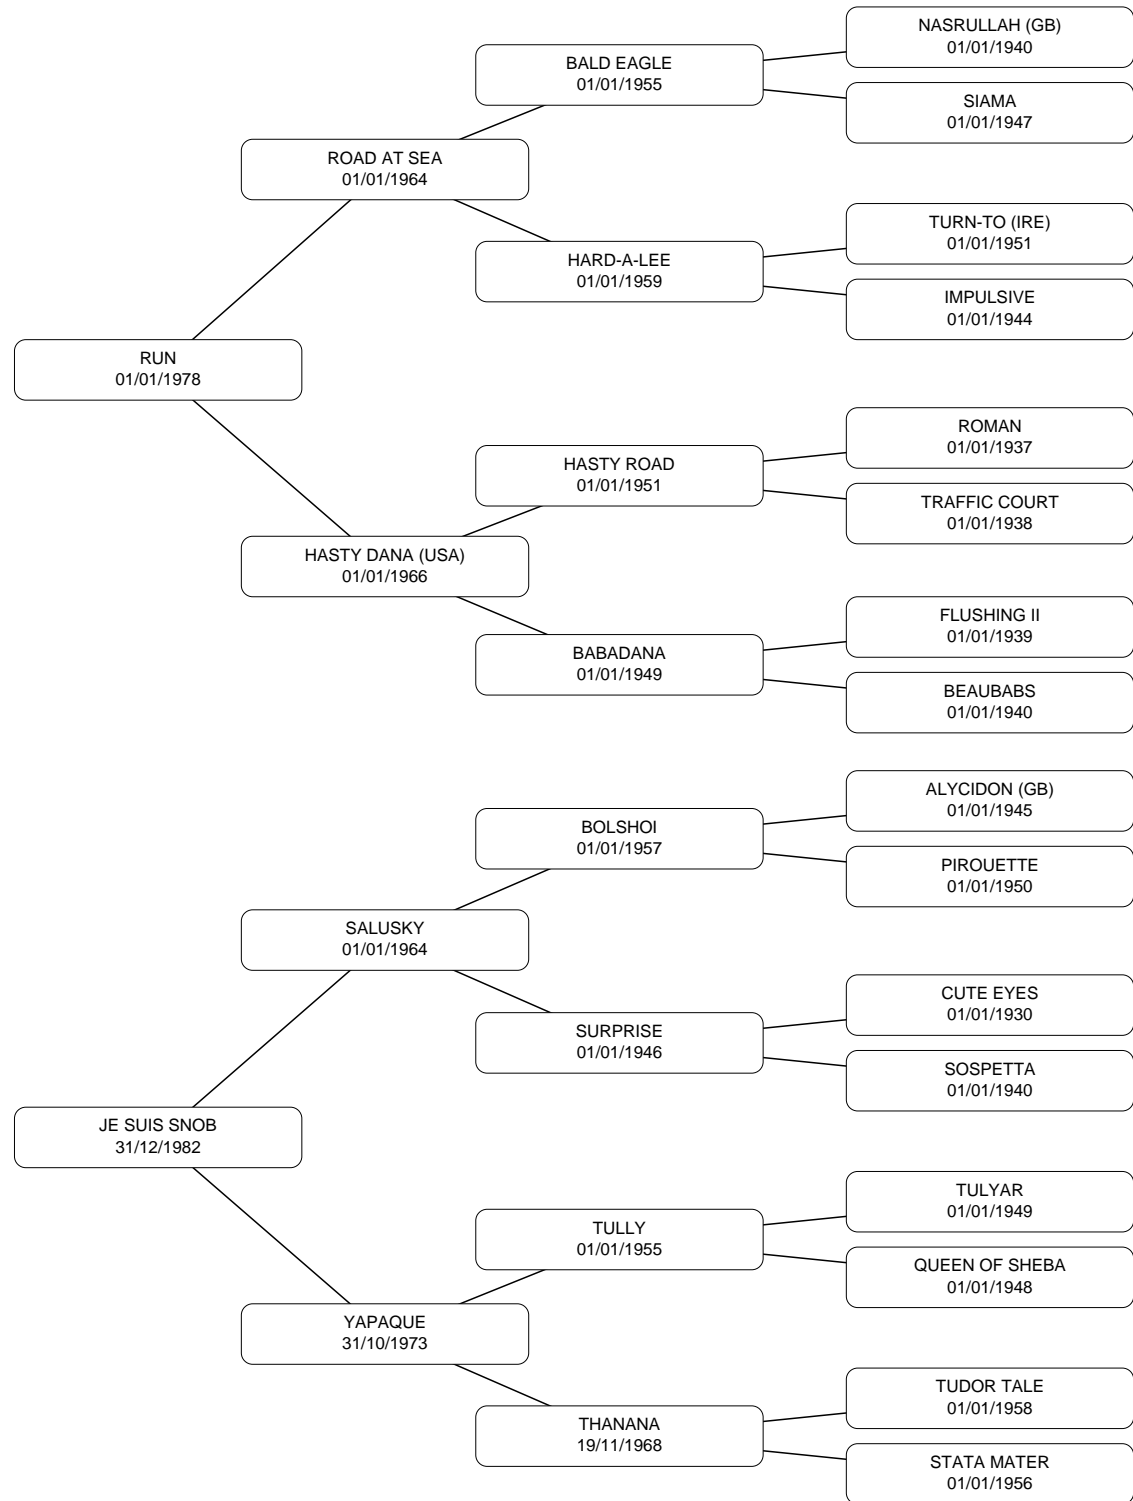 NASRULLAH (GB)
01/01/1940
BALD EAGLE
01/01/1955
SIAMA
01/01/1947
ROAD AT SEA
01/01/1964
TURN-TO (IRE)
01/01/1951
HARD-A-LEE
01/01/1959
IMPULSIVE
01/01/1944
RUN
01/01/1978
ROMAN
01/01/1937
HASTY ROAD
01/01/1951
TRAFFIC COURT
01/01/1938
HASTY DANA (USA)
01/01/1966
FLUSHING II
01/01/1939
BABADANA
01/01/1949
BEAUBABS
01/01/1940
ALYCIDON (GB)
01/01/1945
BOLSHOI
01/01/1957
PIROUETTE
01/01/1950
SALUSKY
01/01/1964
CUTE EYES
01/01/1930
SURPRISE
01/01/1946
SOSPETTA
01/01/1940
JE SUIS SNOB
31/12/1982
TULYAR
01/01/1949
TULLY
01/01/1955
QUEEN OF SHEBA
01/01/1948
YAPAQUE
31/10/1973
TUDOR TALE
01/01/1958
THANANA
19/11/1968
STATA MATER
01/01/1956